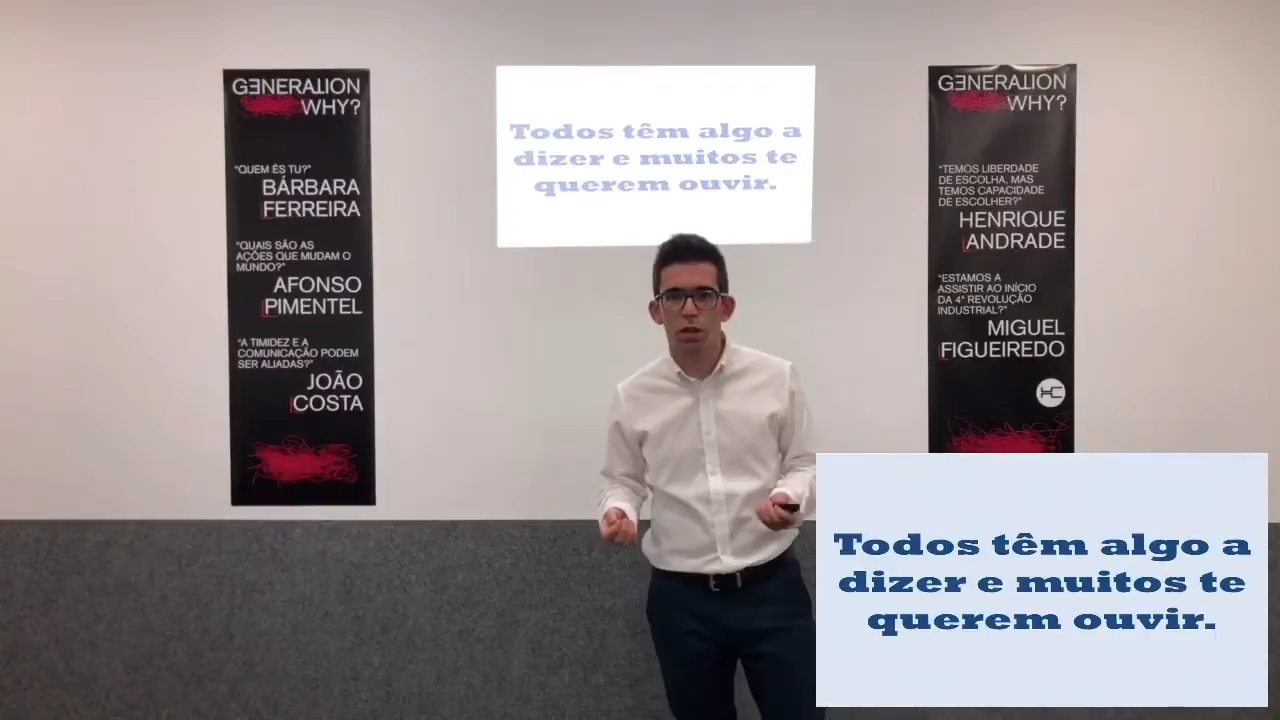 GƎNERATION
WHY?
"QUEM ÉS TU?"
BÁRBARA
FERREIRA
"QUAIS SÃO AS
AÇÕES QUE MUDAM O
MUNDO?"
AFONSO
PIMENTEL
"A TIMIDEZ E A
COMUNICAÇÃO PODEM
SER ALIADAS?"
JOÃO
COSTA
Todos têm algo a
dizer e muitos te
querem ouvir.
GƎNERATION
WHY?
"TEMOS LIBERDADE
DE ESCOLHA, MAS
TEMOS CAPACIDADE
DE ESCOLHER?"
HENRIQUE
ANDRADE
"ESTAMOS A
ASSISTIR AO INÍCIO
DA 4ª REVOLUÇÃO
INDUSTRIAL?"
MIGUEL
FIGUEIREDO
Todos têm algo a
dizer e muitos te
querem ouvir.